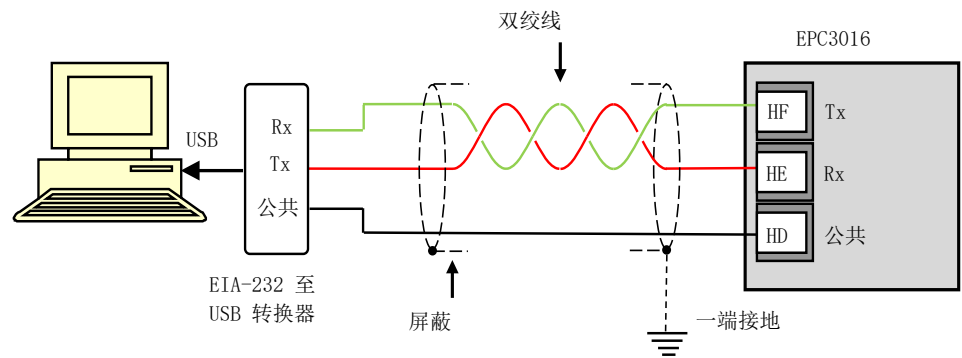 双绞线
EPC3016
USB
Rx
Tx
公共
HF Tx
HE Rx
HD 公共
EIA-232 至
USB 转换器
屏蔽
一端接地